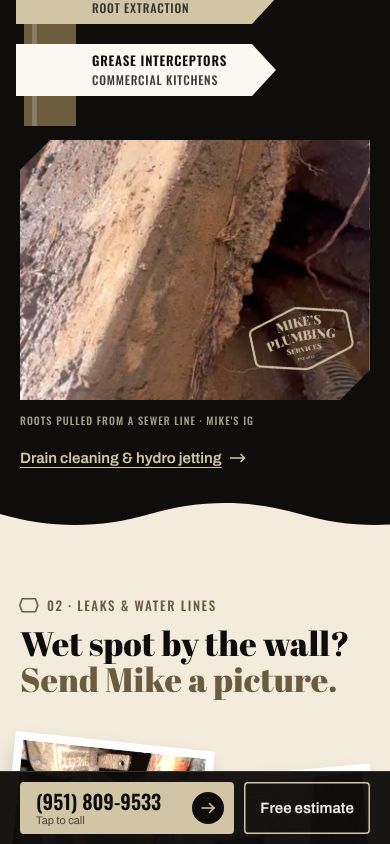 ROOT EXTRACTION
GREASE INTERCEPTORS
COMMERCIAL KITCHENS
MIKE'S
PLUMBING
SERVICES
ROOTS PULLED FROM A SEWER LINE · MIKE'S IG
Drain cleaning & hydro jetting →
02 · LEAKS & WATER LINES
Wet spot by the wall?
Send Mike a picture.
(951) 809-9533
Tap to call
→
Free estimate